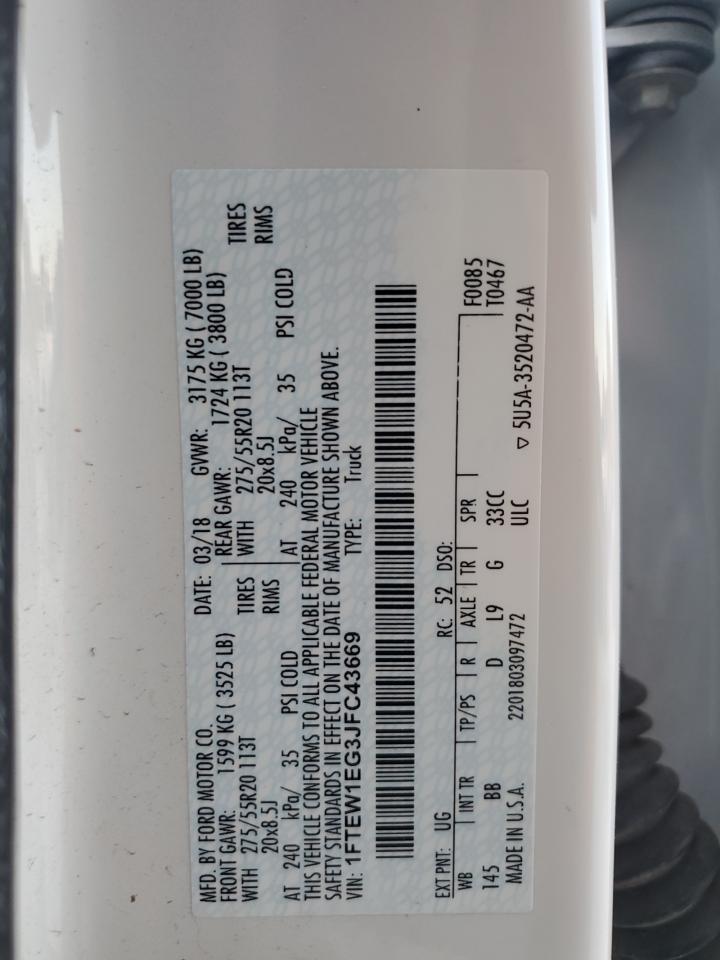 MFD. BY FORD MOTOR CO. DATE: 03/18 GVWR: 3175 KG ( 7000 LB)
FRONT GAWR: 1599 KG ( 3525 LB) REAR GAWR: 1724 KG ( 3800 LB)
WITH 275/55R20 113T TIRES WITH 275/55R20 113T TIRES
20x8.5J RIMS 20x8.5J RIMS
AT 240 kPa/ 35 PSI COLD AT 240 kPa/ 35 PSI COLD
THIS VEHICLE CONFORMS TO ALL APPLICABLE FEDERAL MOTOR VEHICLE
SAFETY STANDARDS IN EFFECT ON THE DATE OF MANUFACTURE SHOWN ABOVE.
VIN: 1FTEW1EG3JFC43669 TYPE: Truck
EXT PNT: UG RC: 52 DSO:
WB INT TR TP/PS R AXLE TR SPR F0085
145 BB D L9 G 33CC T0467
MADE IN U.S.A. 2201803097472 ULC ▽ 5U5A-3520472-AA